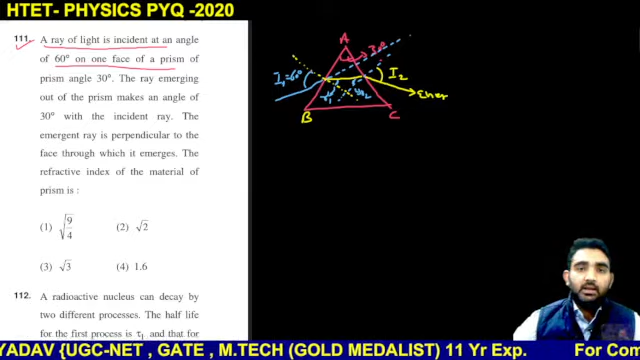 HTET- PHYSICS PYQ -2020
111. A ray of light is incident at an angle
of 60° on one face of a prism of
prism angle 30°. The ray emerging
out of the prism makes an angle of
30° with the incident ray. The
emergent ray is perpendicular to the
face through which it emerges. The
refractive index of the material of
prism is :
(1) √9/4 (2) √2
(3) √3 (4) 1.6
112. A radioactive nucleus can decay by
two different processes. The half life
for the first process is τ₁ and that for
A
30°
I₁=60°
I₂
r₁ r₂
Emer
B
C
YADAV {UGC-NET , GATE , M.TECH (GOLD MEDALIST) 11 Yr Exp. For Con